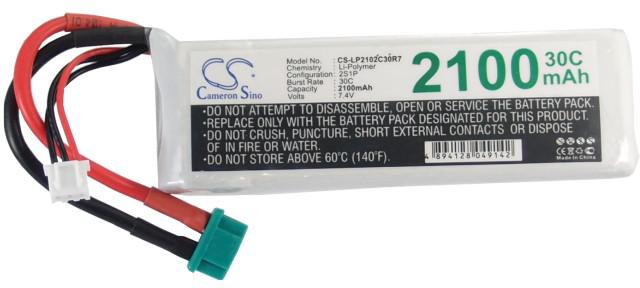 CS
Cameron Sino
Model No. : CS-LP2102C30R7
Chemistry : Li-Polymer
Configuration: 2S1P
Burst Rate : 30C
Capacity : 2100mAh
Volts : 7.4V
2100 30C mAh
•DO NOT ATTEMPT TO DISASSEMBLE, OPEN OR SERVICE THE BATTERY PACK.
•REPLACE ONLY WITH THE BATTERY PACK DESIGNED FOR YOUR PRODUCT.
•DO NOT CRUSH, PUNCTURE, SHORT EXTERNAL CONTACTS OR DISPOSE OF IN FIRE OR WATER.
•DO NOT STORE ABOVE 60°C (140°F).
4 894128 049142
Made in China